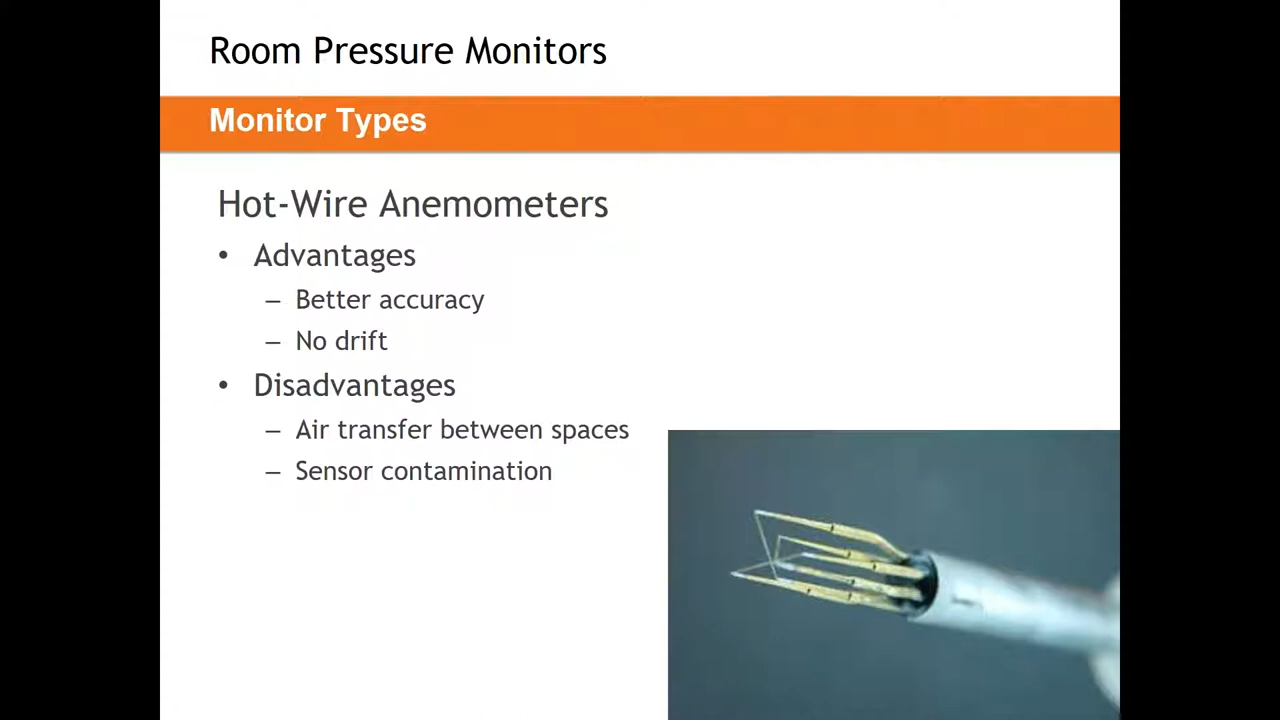 Room Pressure Monitors
Monitor Types
Hot-Wire Anemometers
• Advantages
– Better accuracy
– No drift
• Disadvantages
– Air transfer between spaces
– Sensor contamination